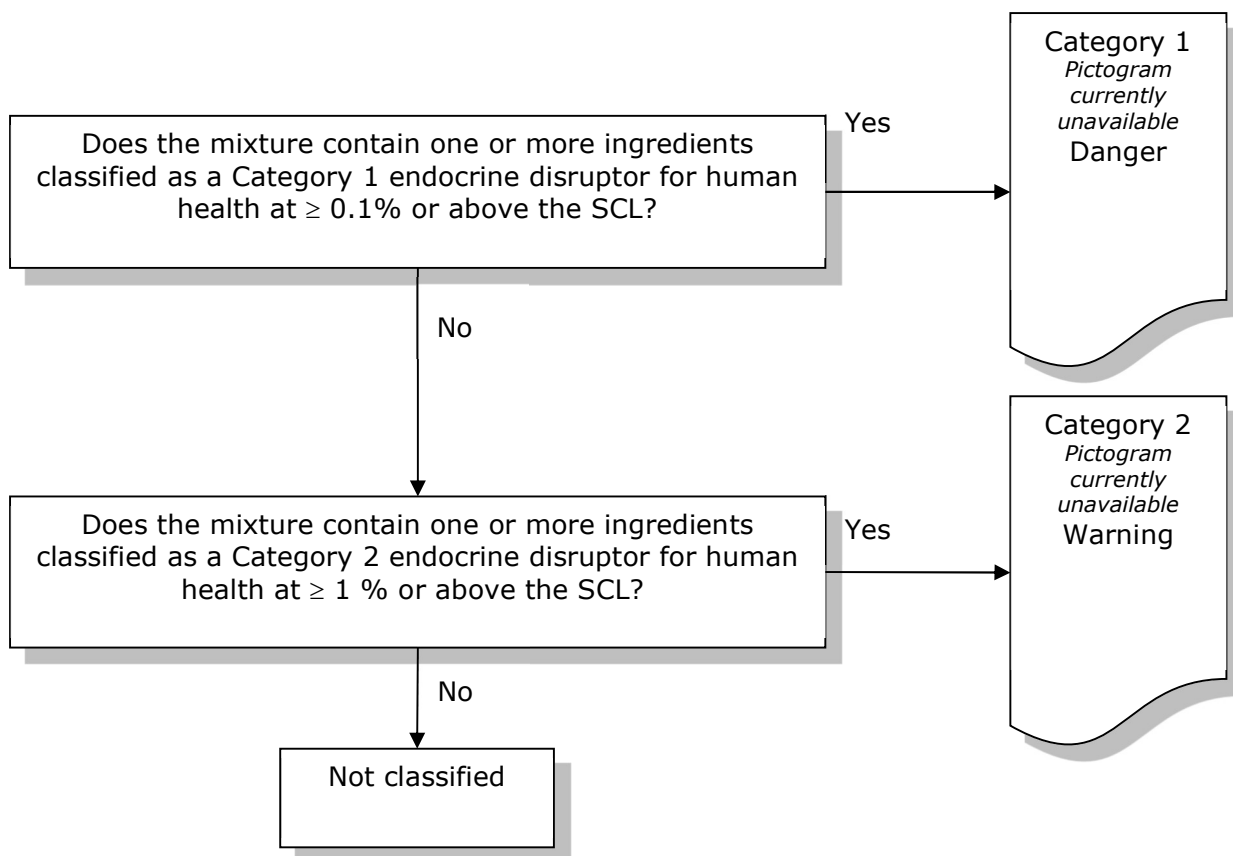 Does the mixture contain one or more ingredients
classified as a Category 1 endocrine disruptor for human
health at ≥ 0.1% or above the SCL?
Yes
Category 1
Pictogram
currently
unavailable
Danger
No
Does the mixture contain one or more ingredients
classified as a Category 2 endocrine disruptor for human
health at ≥ 1 % or above the SCL?
Yes
Category 2
Pictogram
currently
unavailable
Warning
No
Not classified